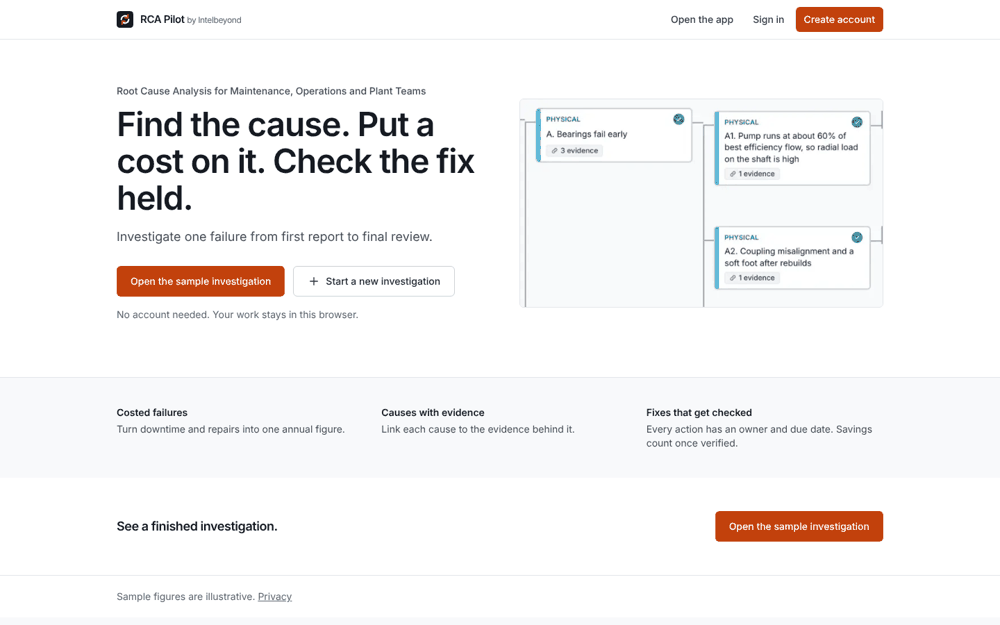 RCA Pilot by Intelbeyond
Open the app
Sign in
Create account
Root Cause Analysis for Maintenance, Operations and Plant Teams
Find the cause. Put a
cost on it. Check the fix
held.
Investigate one failure from first report to final review.
Open the sample investigation
Start a new investigation
No account needed. Your work stays in this browser.
PHYSICAL
A. Bearings fail early
3 evidence
PHYSICAL
A1. Pump runs at about 60% of
best efficiency flow, so radial load
on the shaft is high
1 evidence
PHYSICAL
A2. Coupling misalignment and a
soft foot after rebuilds
1 evidence
Costed failures
Turn downtime and repairs into one annual figure.
Causes with evidence
Link each cause to the evidence behind it.
Fixes that get checked
Every action has an owner and due date. Savings
count once verified.
See a finished investigation.
Open the sample investigation
Sample figures are illustrative. Privacy